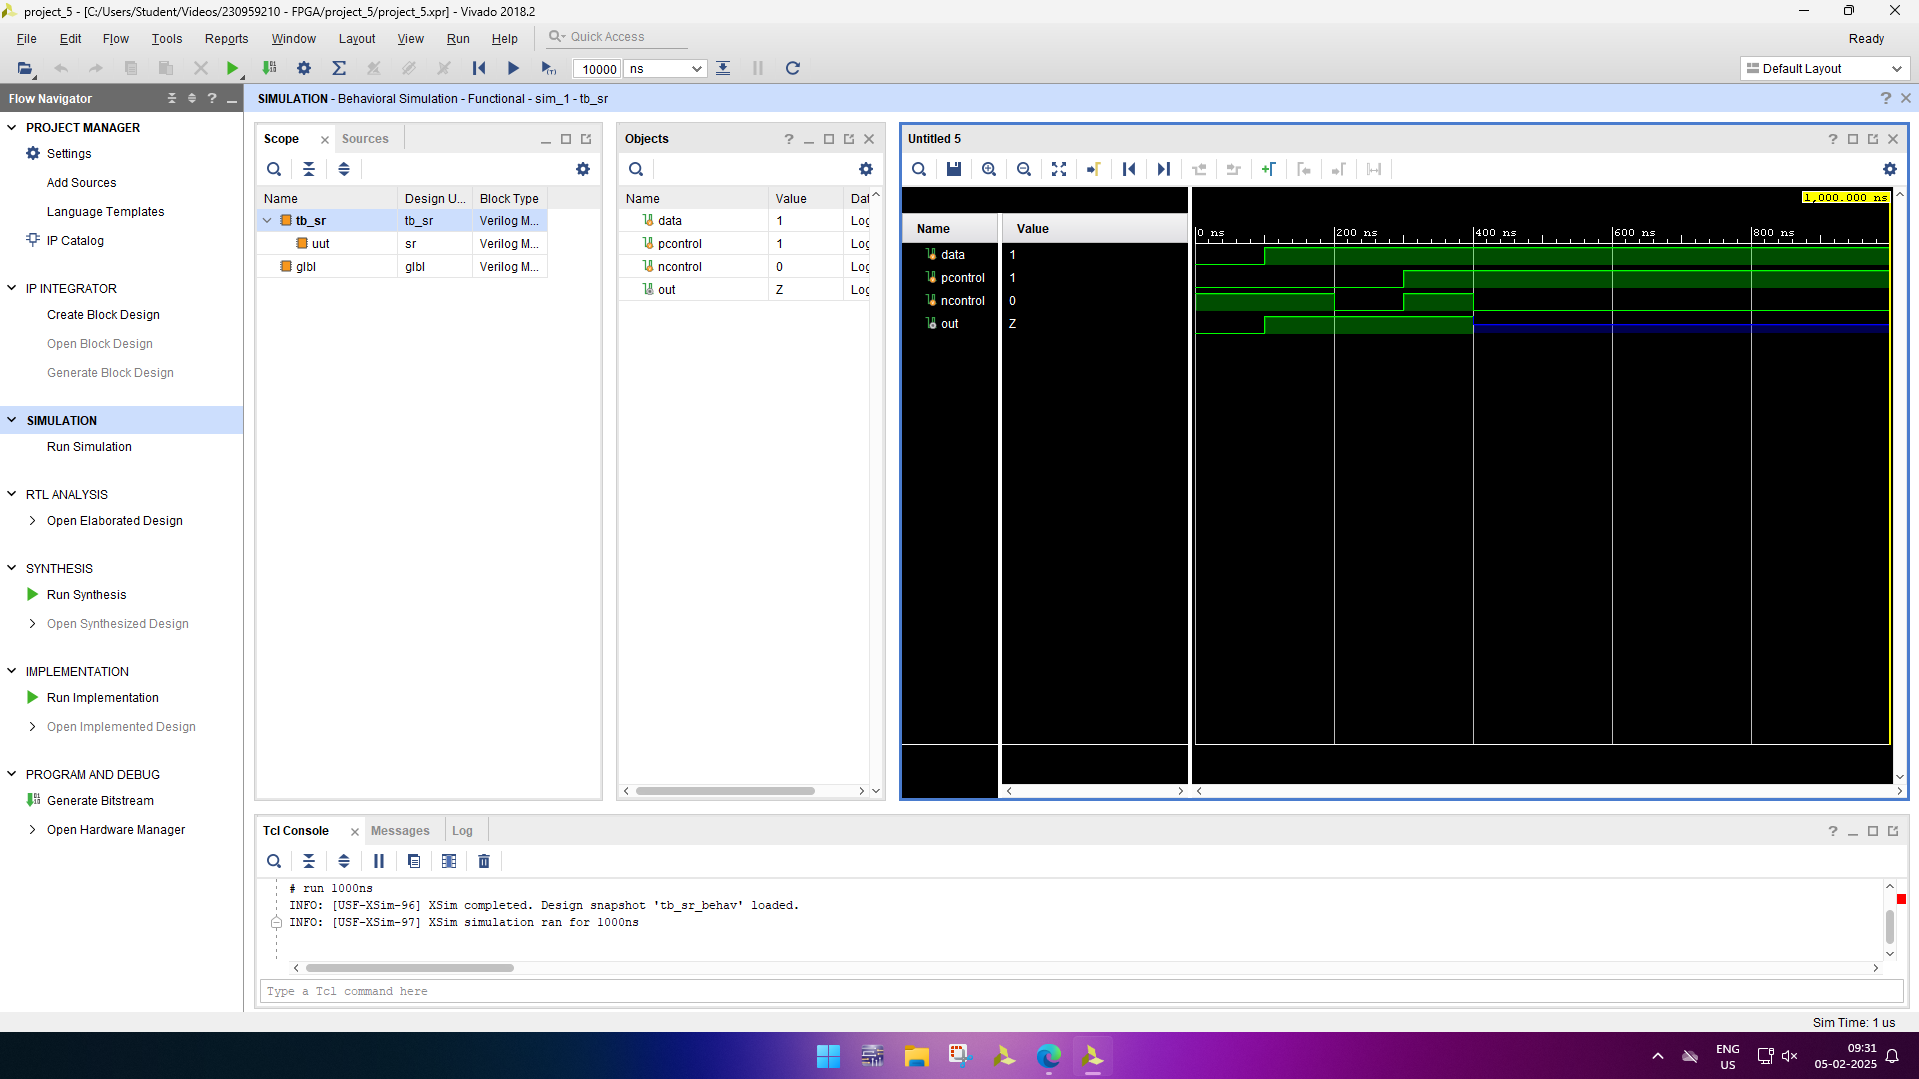 project_5 - [C:/Users/Student/Videos/230959210 - FPGA/project_5/project_5.xpr] - Vivado 2018.2
File Edit Flow Tools Reports Window Layout View Run Help Quick Access Ready
10000 ns Default Layout
Flow Navigator
SIMULATION - Behavioral Simulation - Functional - sim_1 - tb_sr
PROJECT MANAGER
Settings
Add Sources
Language Templates
IP Catalog
IP INTEGRATOR
Create Block Design
Open Block Design
Generate Block Design
SIMULATION
Run Simulation
RTL ANALYSIS
Open Elaborated Design
SYNTHESIS
Run Synthesis
Open Synthesized Design
IMPLEMENTATION
Run Implementation
Open Implemented Design
PROGRAM AND DEBUG
Generate Bitstream
Open Hardware Manager
Scope Sources
Name Design U... Block Type
tb_sr tb_sr Verilog M...
uut sr Verilog M...
glbl glbl Verilog M...
Objects
Name Value Dat
data 1 Log
pcontrol 1 Log
ncontrol 0 Log
out Z Log
Untitled 5
1,000.000 ns
Name Value
0 ns 200 ns 400 ns 600 ns 800 ns
data 1
pcontrol 1
ncontrol 0
out Z
Tcl Console Messages Log
# run 1000ns
INFO: [USF-XSim-96] XSim completed. Design snapshot 'tb_sr_behav' loaded.
INFO: [USF-XSim-97] XSim simulation ran for 1000ns
Type a Tcl command here
Sim Time: 1 us
ENG
US
09:31
05-02-2025